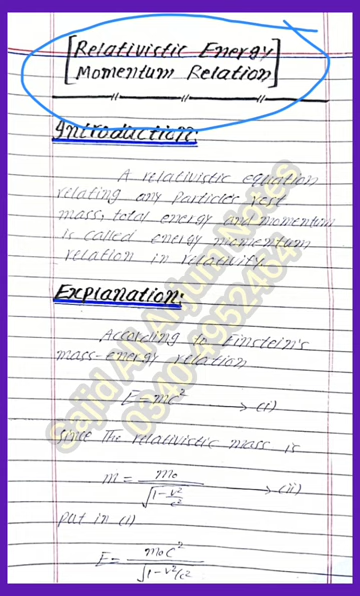 [Relativistic Energy
Momentum Relation]
Introduction:
A relativistic equation
relating any particles rest
mass, total energy and momentum
is called energy momentum
relation in relativity.
Explanation:
According to Einstein's
mass-energy relation
E = mc² → (i)
Since the relativistic mass is
m = m₀ / √(1 - v²/c²) → (ii)
put in (i)
E = m₀c² / √(1 - v²/c²)